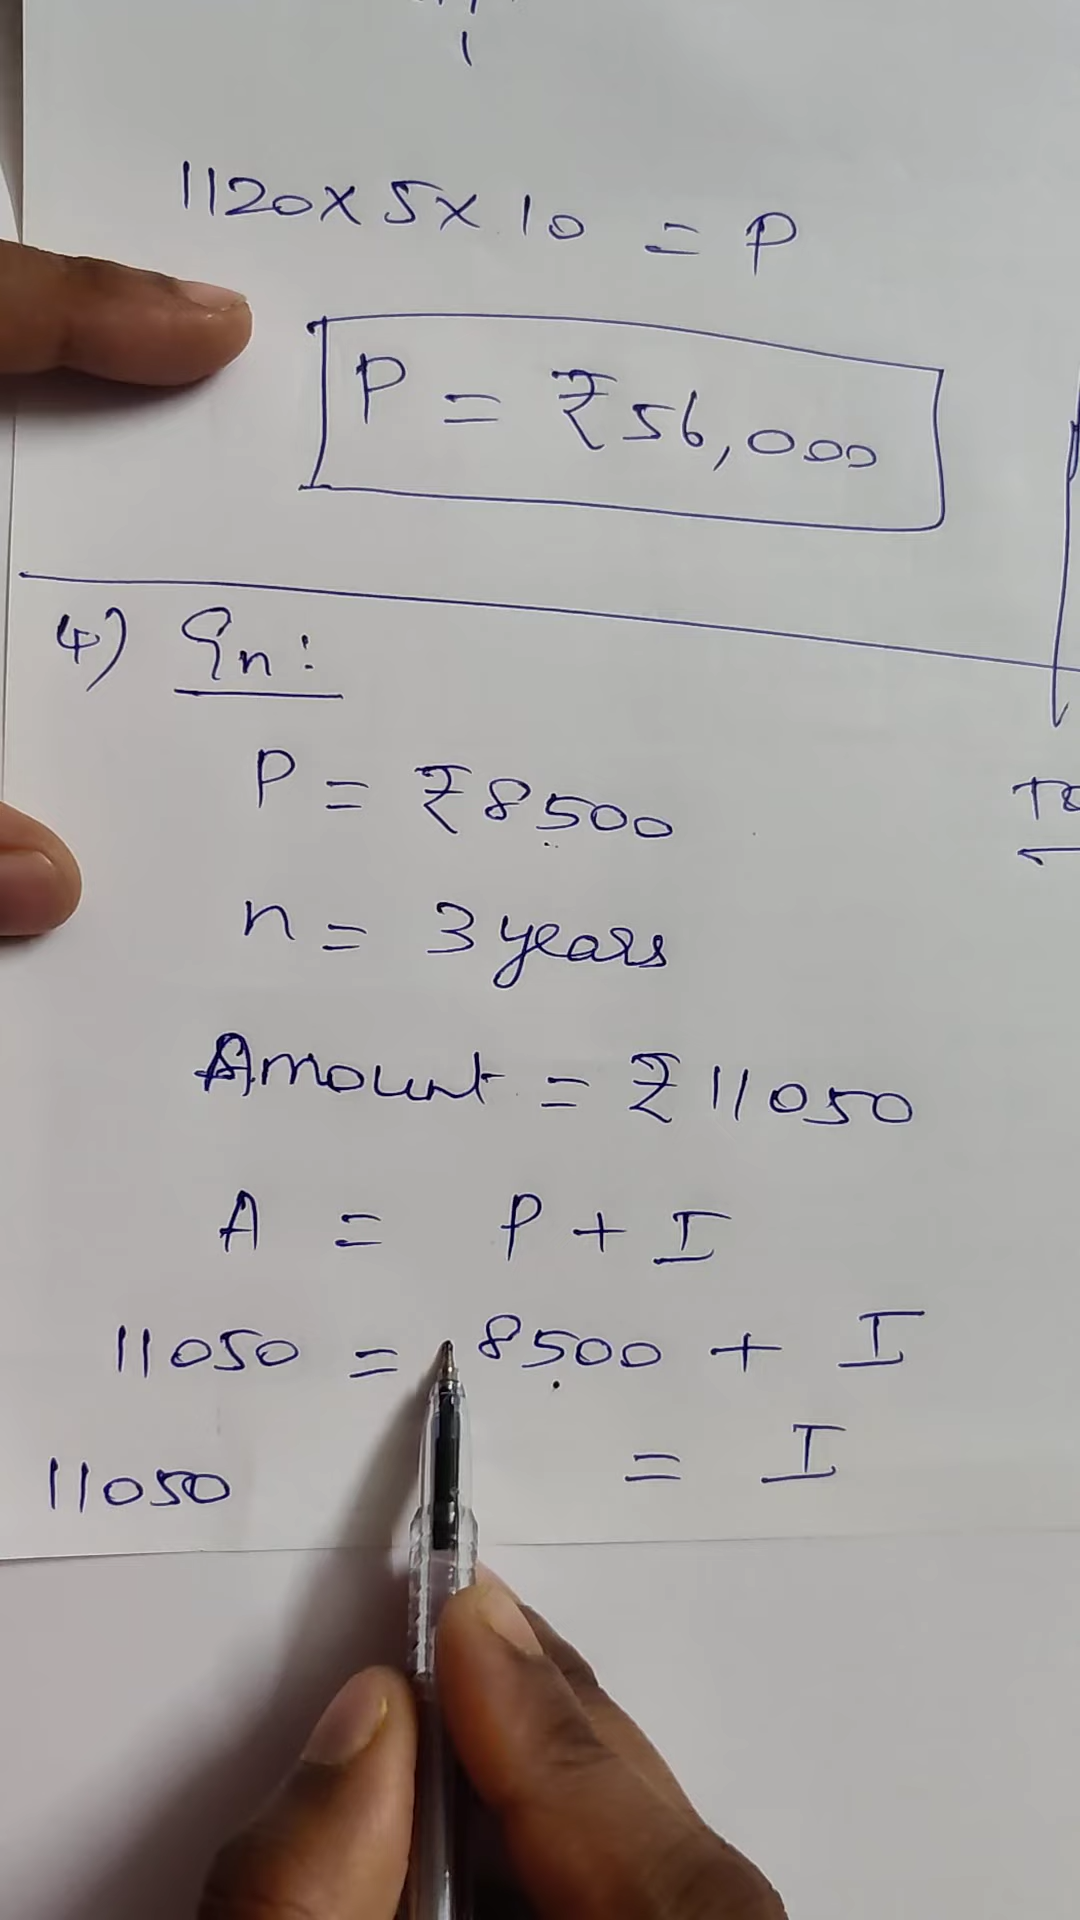 1120 x 5 x 10 = P
P = ₹56,000
4) Gn:
P = ₹8500
n = 3 years
Amount = ₹11050
A = P + I
11050 = 8500 + I
11050 = I